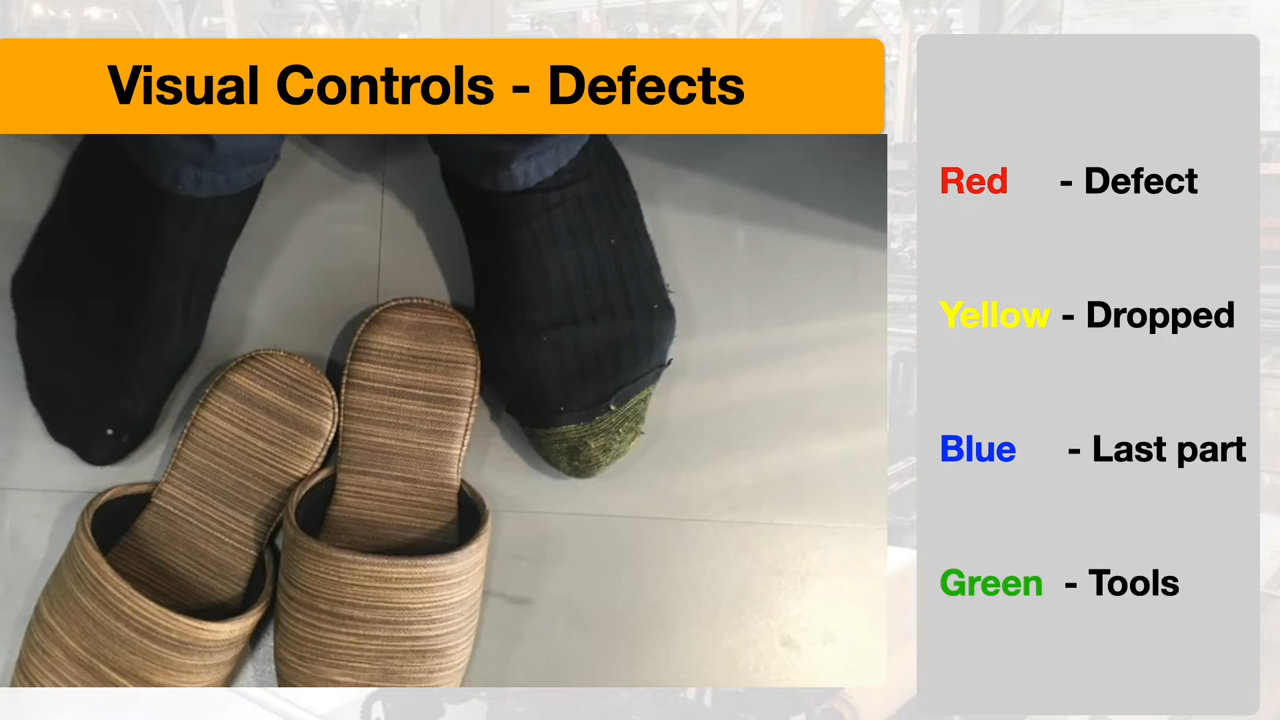 Visual Controls - Defects
Red - Defect
Yellow - Dropped
Blue - Last part
Green - Tools